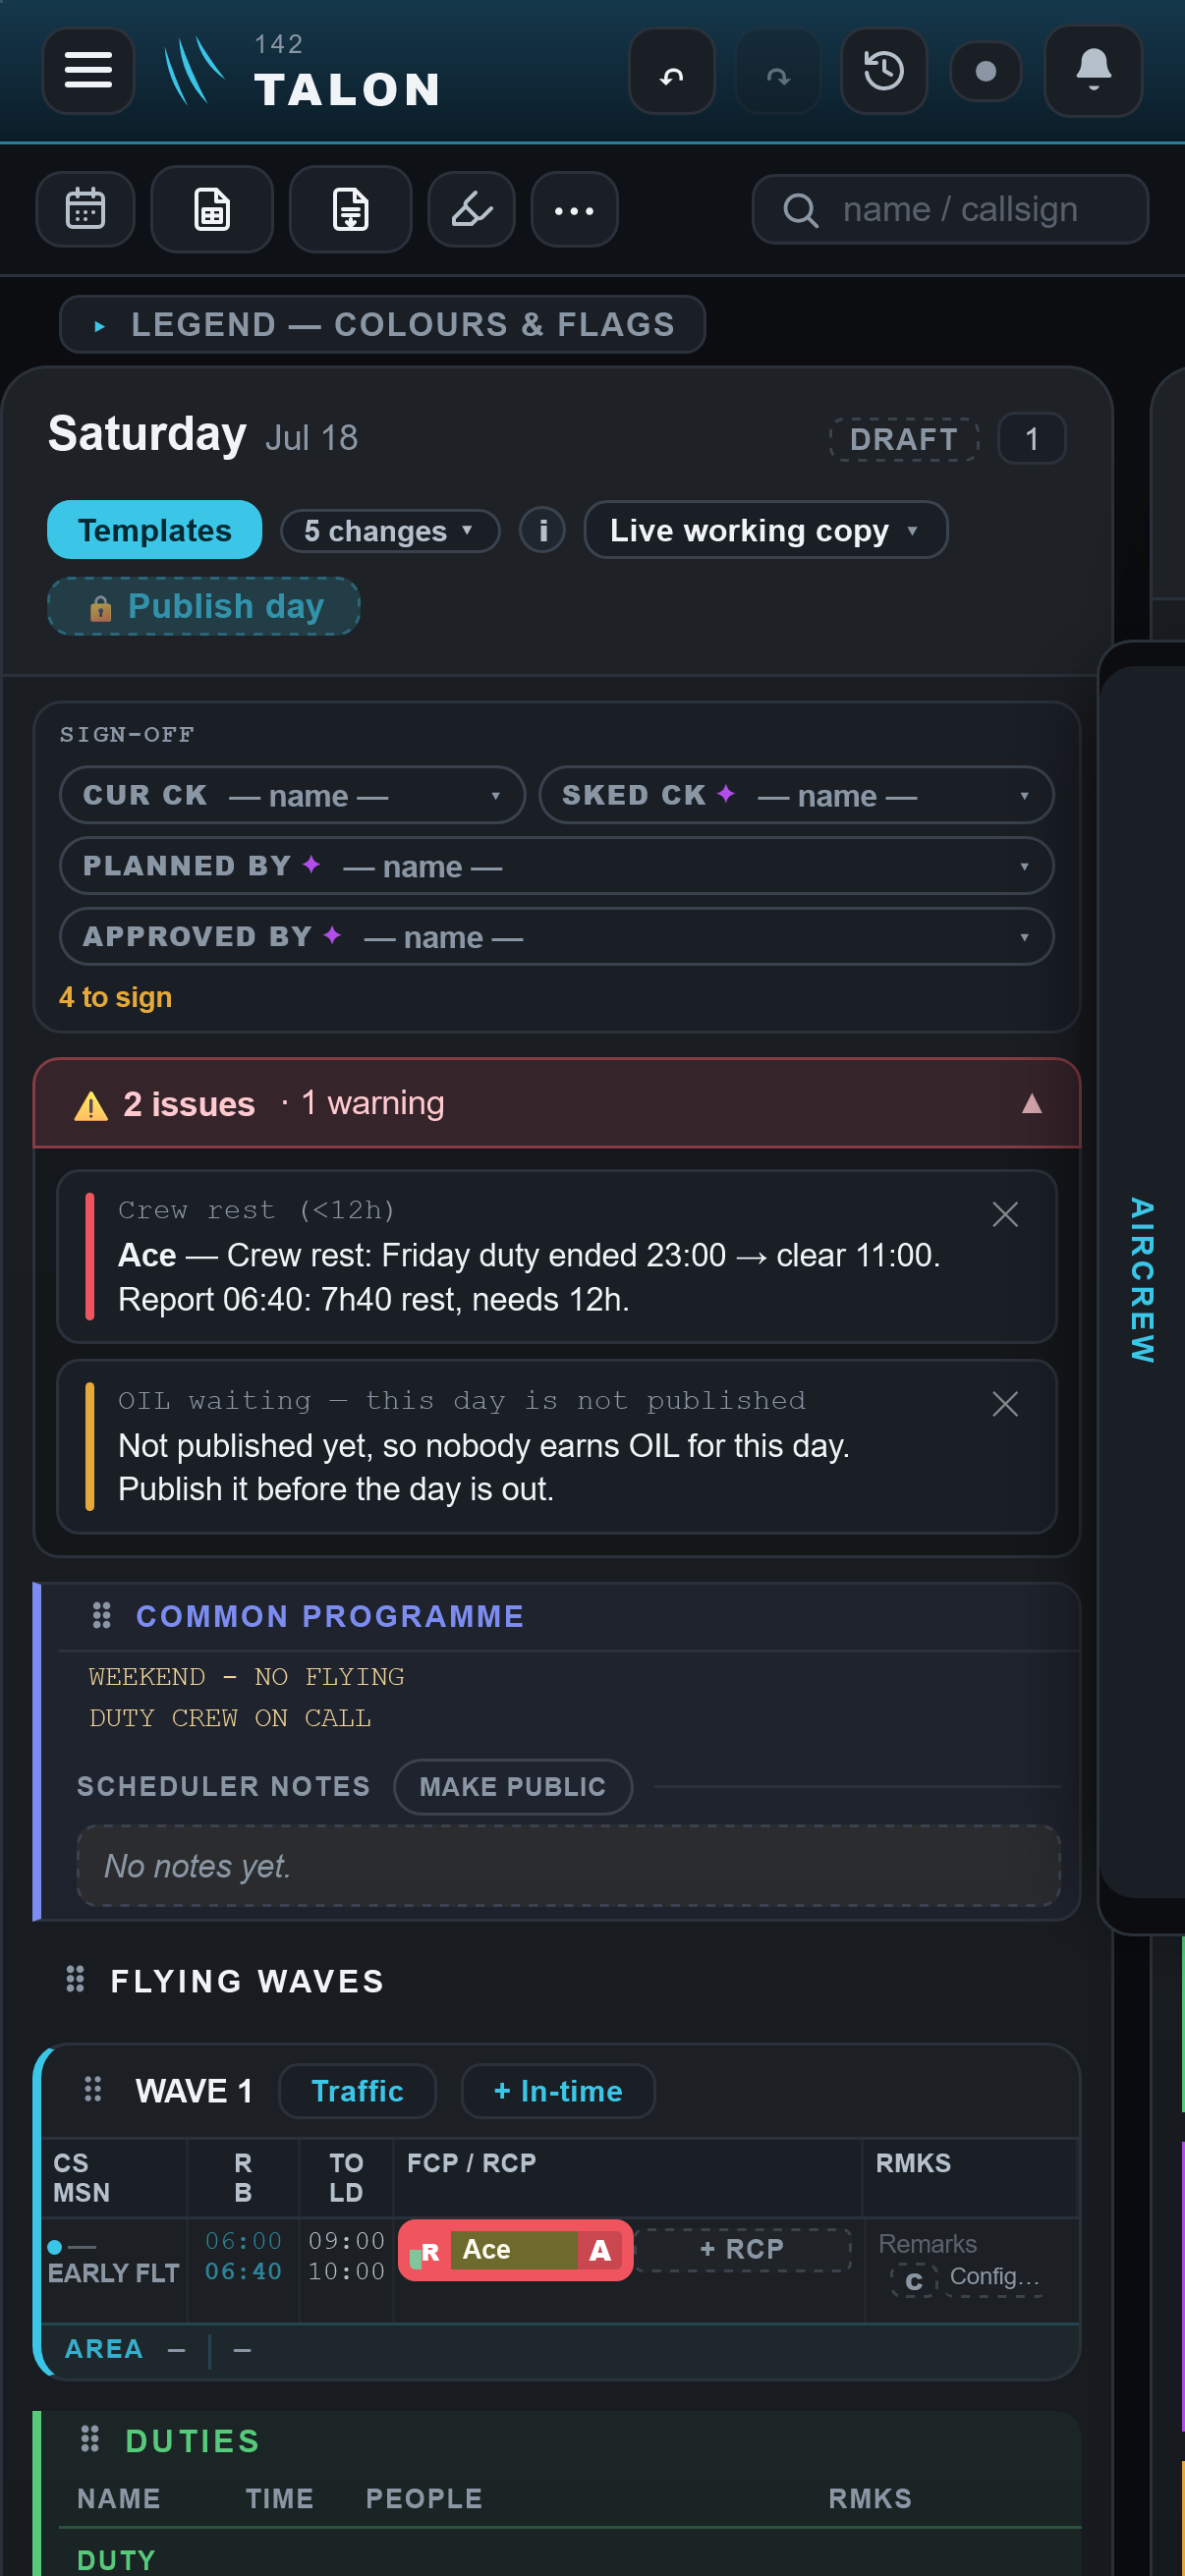 142
TALON
name / callsign
LEGEND — COLOURS & FLAGS
Saturday Jul 18 DRAFT 1
Templates 5 changes i Live working copy
Publish day
SIGN-OFF
CUR CK — name — SKED CK — name —
PLANNED BY — name —
APPROVED BY — name —
4 to sign
2 issues · 1 warning
Crew rest (<12h)
Ace — Crew rest: Friday duty ended 23:00 → clear 11:00.
Report 06:40: 7h40 rest, needs 12h.
OIL waiting — this day is not published
Not published yet, so nobody earns OIL for this day.
Publish it before the day is out.
AIRCREW
COMMON PROGRAMME
WEEKEND – NO FLYING
DUTY CREW ON CALL
SCHEDULER NOTES MAKE PUBLIC
No notes yet.
FLYING WAVES
WAVE 1 Traffic + In-time
CS R TO FCP / RCP RMKS
MSN B LD
— 06:00 09:00 R Ace A + RCP Remarks
EARLY FLT 06:40 10:00 C Config...
AREA — | —
DUTIES
NAME TIME PEOPLE RMKS
DUTY